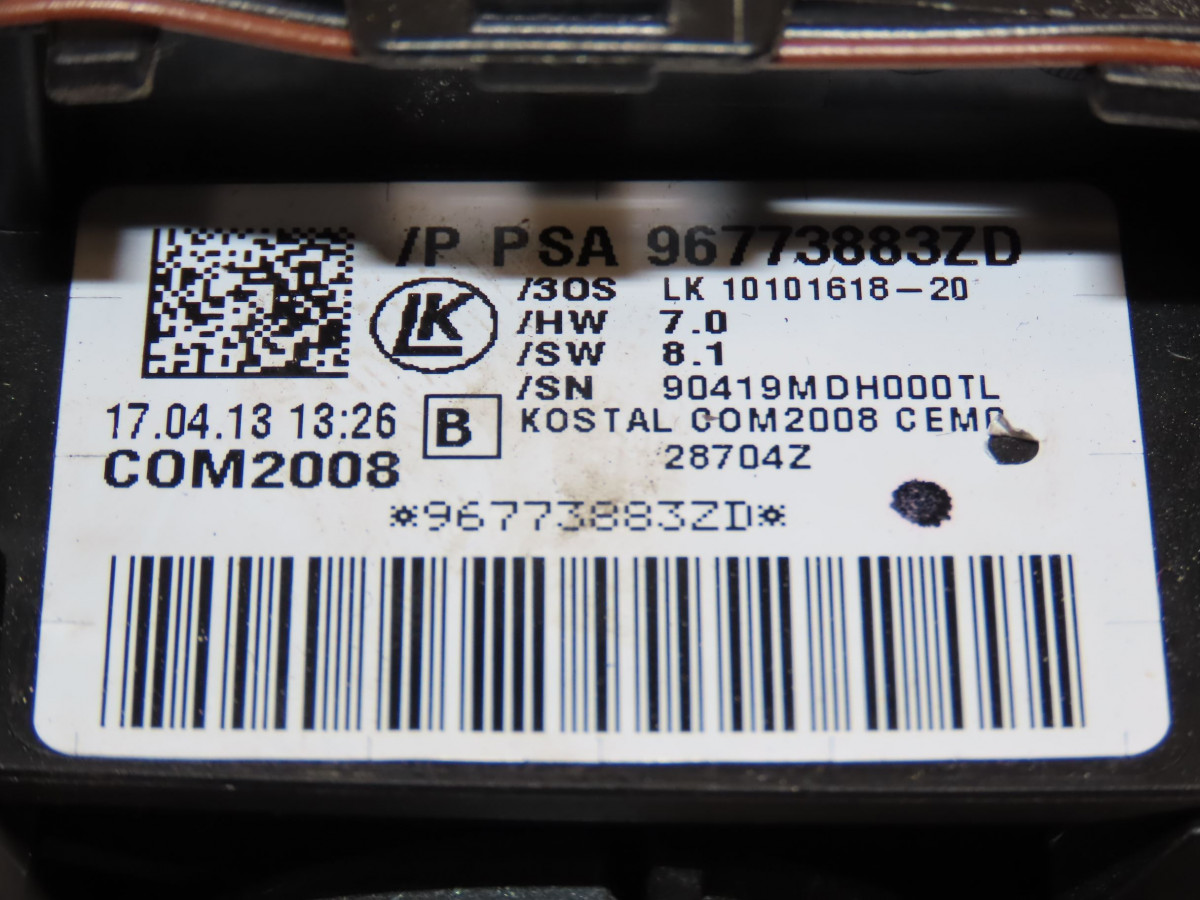 /P PSA 96773883ZD
LK
/3OS LK 10101618-20
/HW 7.0
/SW 8.1
/SN 90419MDH000TL
17.04.13 13:26 B KOSTAL COM2008
COM2008 28704Z
*96773883ZD*